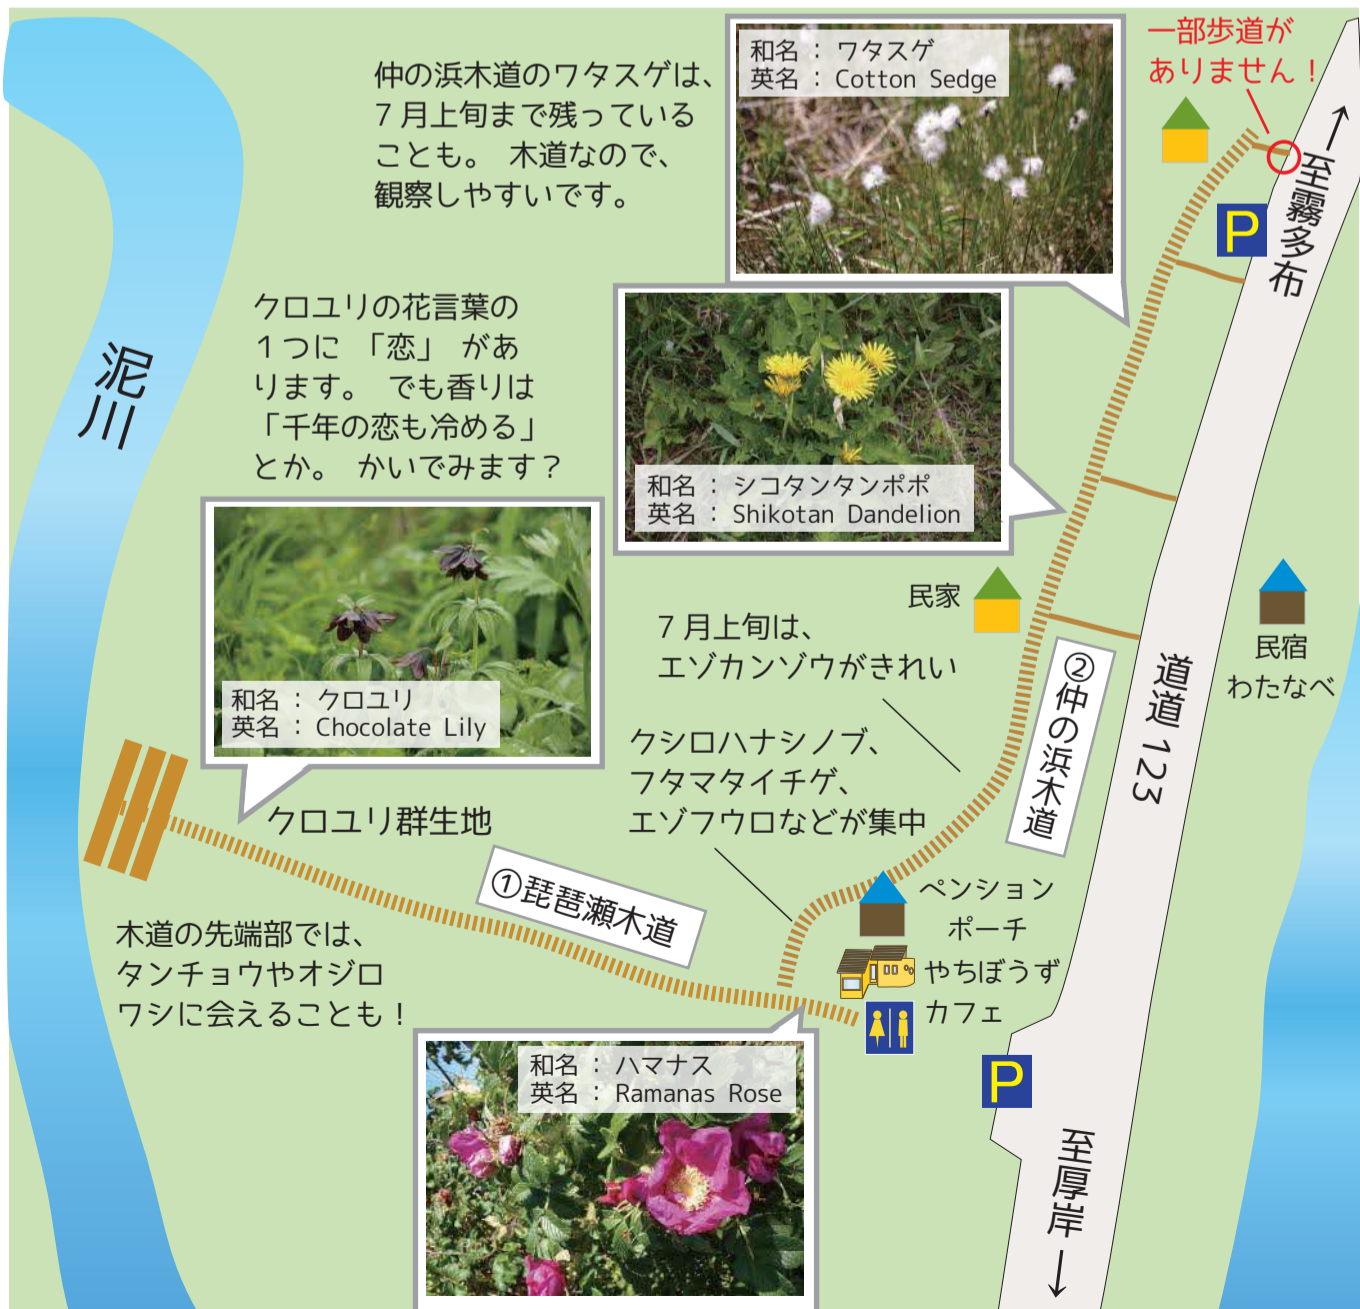 一部歩道が
ありません！
和名 ： ワタスゲ
英名 ： Cotton Sedge
仲の浜木道のワタスゲは、
７月上旬まで残っている
ことも。 木道なので、
観察しやすいです。
至霧多布
P
クロユリの花言葉の
１つに 「恋」 があ
ります。 でも香りは
「千年の恋も冷める」
とか。 かいでみます？
泥川
和名 ： シコタンタンポポ
英名 ： Shikotan Dandelion
民家
民宿
わたなべ
７月上旬は、
エゾカンゾウがきれい
②仲の浜木道
道道 123
和名 ： クロユリ
英名 ： Chocolate Lily
クシロハナシノブ、
フタマタイチゲ、
エゾフウロなどが集中
クロユリ群生地
①琵琶瀬木道
ペンション
ポーチ
やちぼうず
カフェ
木道の先端部では、
タンチョウやオジロ
ワシに会えることも！
和名 ： ハマナス
英名 ： Ramanas Rose
P
至厚岸